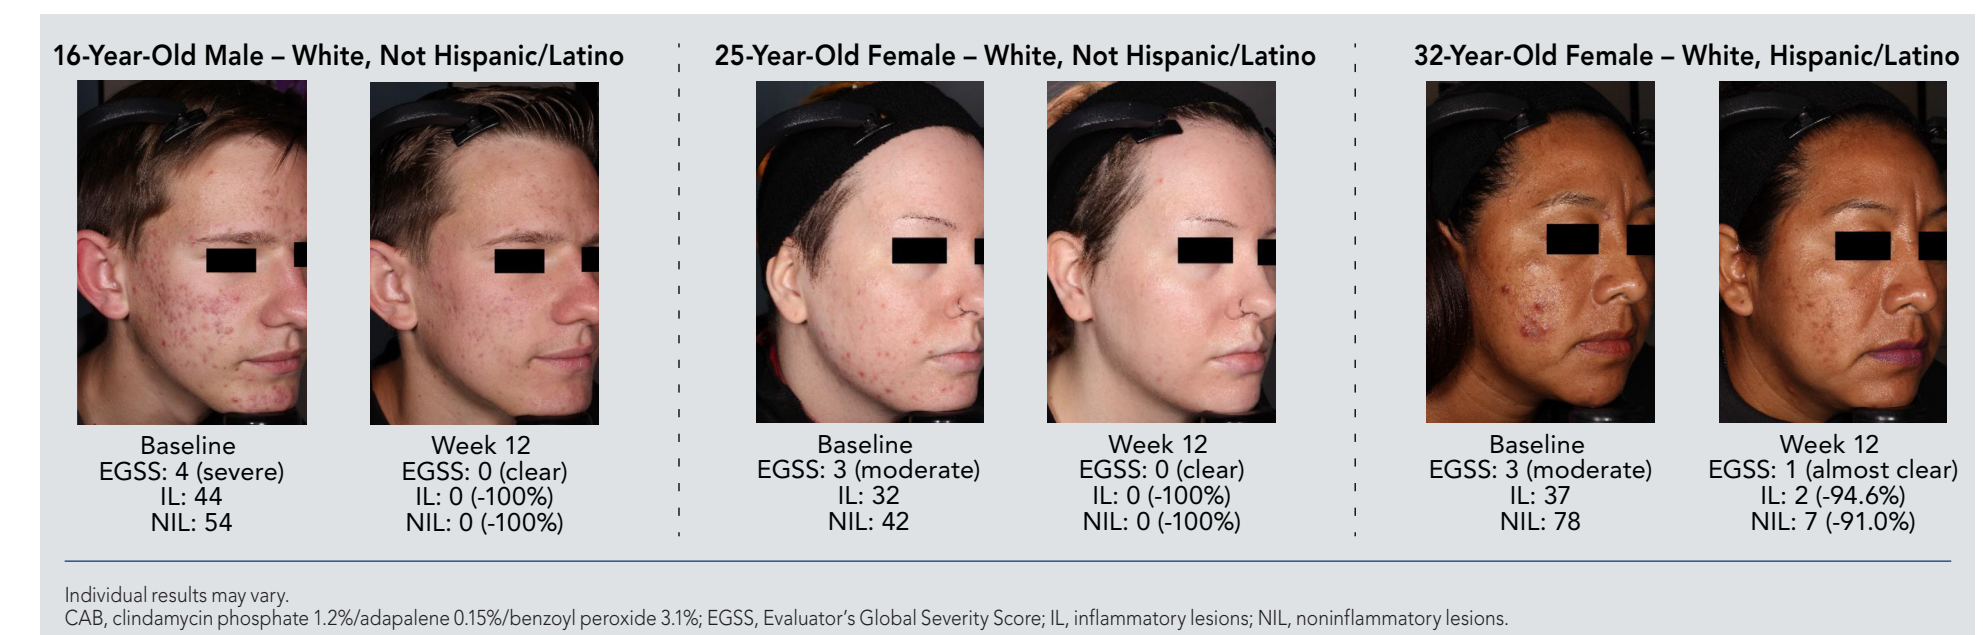 16-Year-Old Male – White, Not Hispanic/Latino
Baseline
EGSS: 4 (severe)
IL: 44
NIL: 54
Week 12
EGSS: 0 (clear)
IL: 0 (-100%)
NIL: 0 (-100%)
25-Year-Old Female – White, Not Hispanic/Latino
Baseline
EGSS: 3 (moderate)
IL: 32
NIL: 42
Week 12
EGSS: 0 (clear)
IL: 0 (-100%)
NIL: 0 (-100%)
32-Year-Old Female – White, Hispanic/Latino
Baseline
EGSS: 3 (moderate)
IL: 37
NIL: 78
Week 12
EGSS: 1 (almost clear)
IL: 2 (-94.6%)
NIL: 7 (-91.0%)
Individual results may vary.
CAB, clindamycin phosphate 1.2%/adapalene 0.15%/benzoyl peroxide 3.1%; EGSS, Evaluator’s Global Severity Score; IL, inflammatory lesions; NIL, noninflammatory lesions.